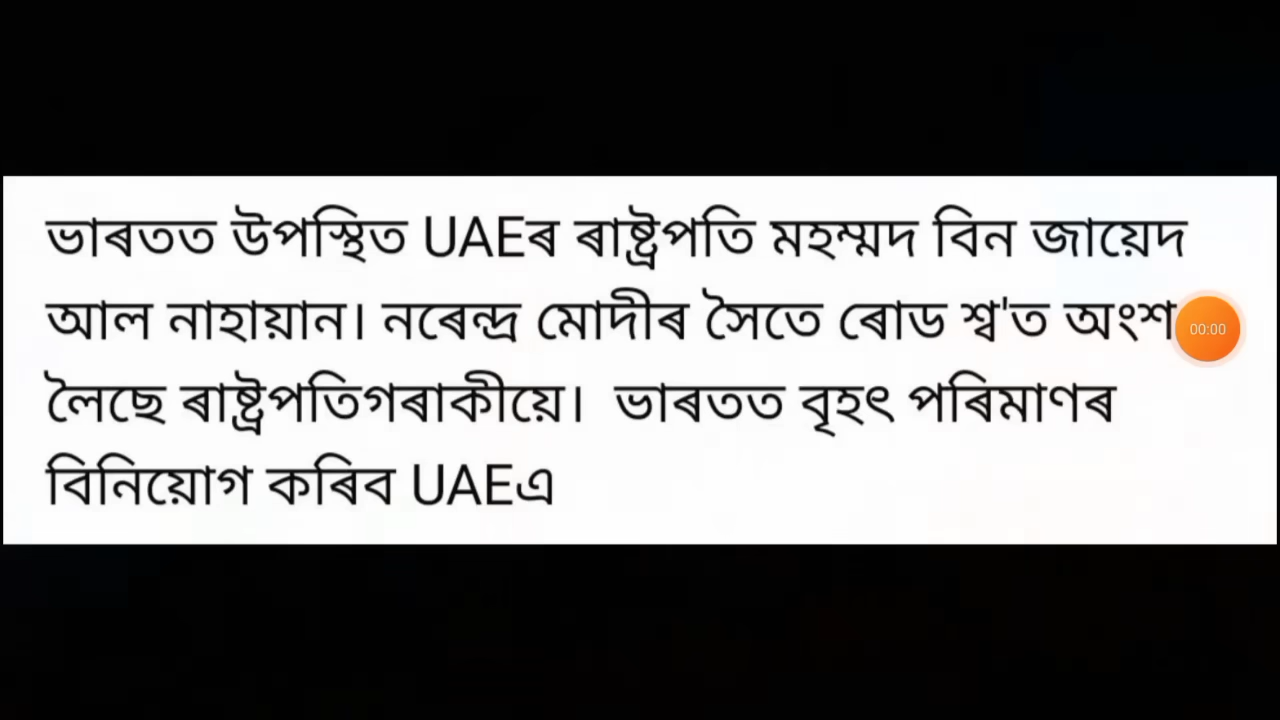 ভাৰতত উপস্থিত UAEৰ ৰাষ্ট্ৰপতি মহম্মদ বিন জায়েদ
আল নাহায়ান। নৰেন্দ্ৰ মোদীৰ সৈতে ৰোড শ্ব'ত অংশ
00:00
লৈছে ৰাষ্ট্ৰপতিগৰাকীয়ে। ভাৰতত বৃহৎ পৰিমাণৰ
বিনিয়োগ কৰিব UAEএ